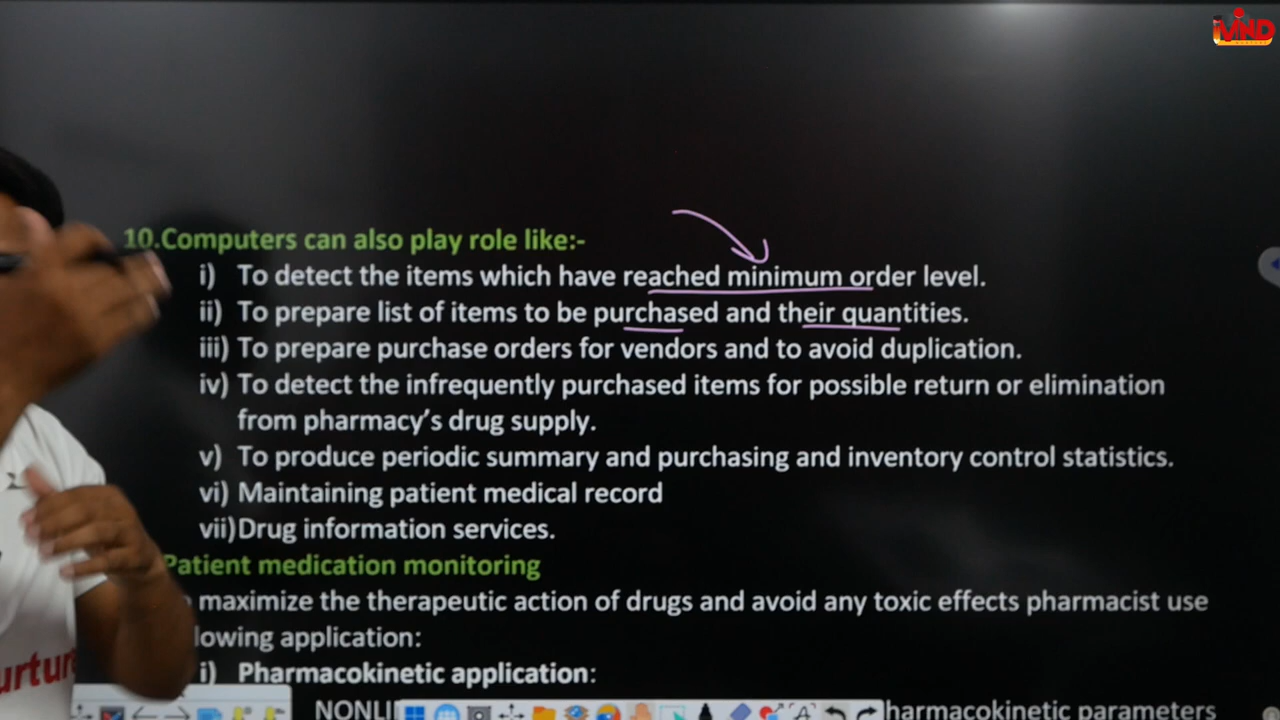 iMND
10.Computers can also play role like:-
i) To detect the items which have reached minimum order level.
ii) To prepare list of items to be purchased and their quantities.
iii) To prepare purchase orders for vendors and to avoid duplication.
iv) To detect the infrequently purchased items for possible return or elimination
from pharmacy's drug supply.
v) To produce periodic summary and purchasing and inventory control statistics.
vi) Maintaining patient medical record
vii) Drug information services.
Patient medication monitoring
maximize the therapeutic action of drugs and avoid any toxic effects pharmacist use
lowing application:
i) Pharmacokinetic application:
NONLI harmacokinetic parameters
urtur